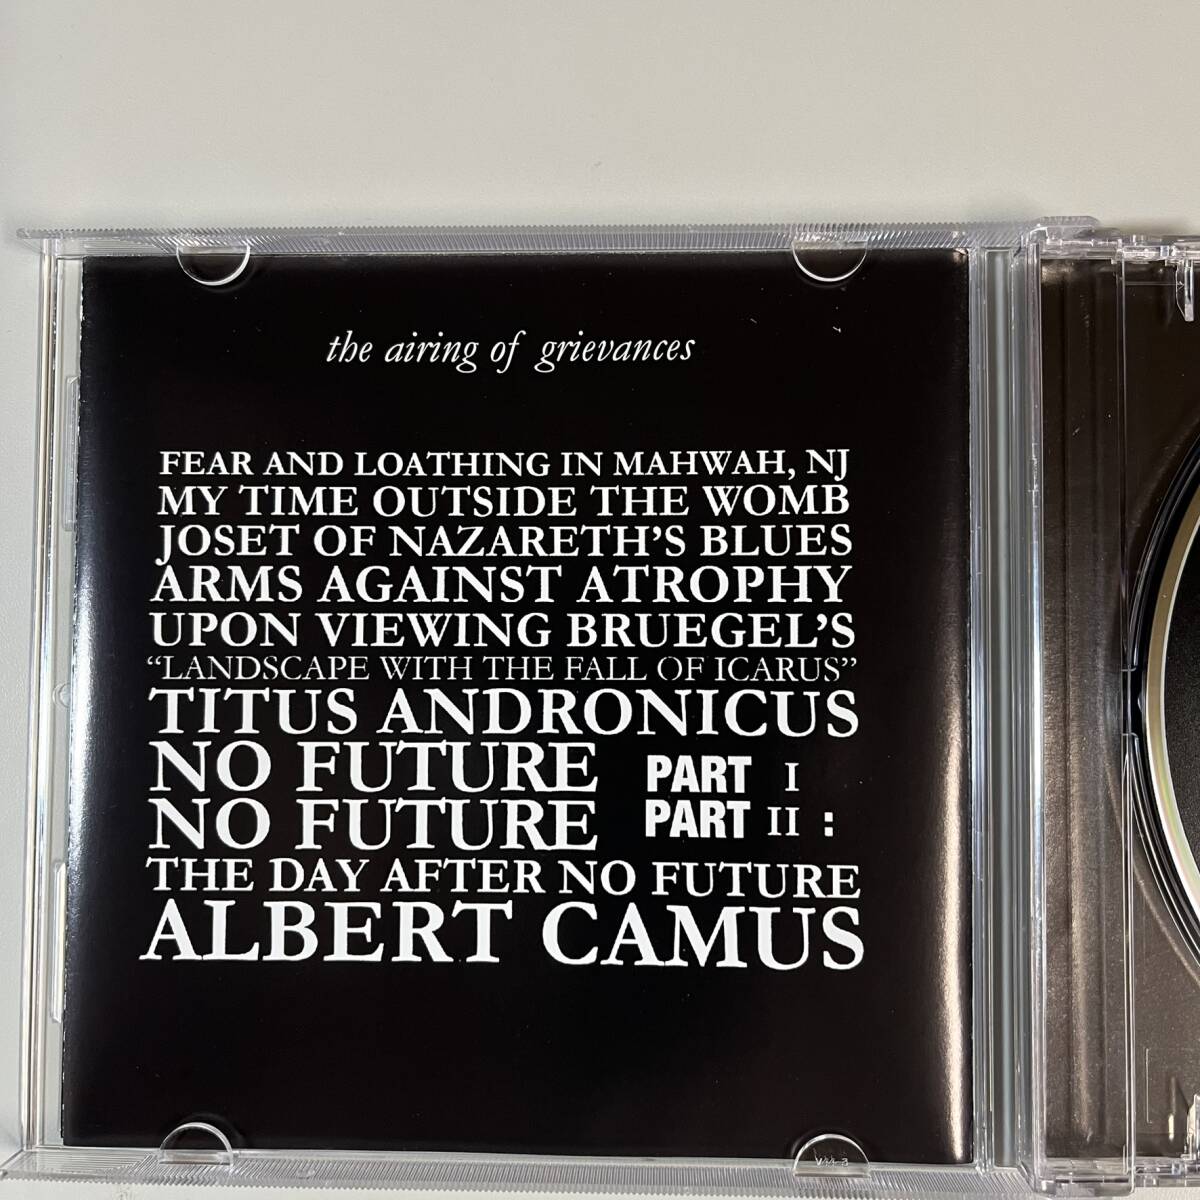 the airing of grievances
FEAR AND LOATHING IN MAHWAH, NJ
MY TIME OUTSIDE THE WOMB
JOSET OF NAZARETH'S BLUES
ARMS AGAINST ATROPHY
UPON VIEWING BRUEGEL'S
“LANDSCAPE WITH THE FALL OF ICARUS”
TITUS ANDRONICUS
NO FUTURE PART I
NO FUTURE PART II :
THE DAY AFTER NO FUTURE
ALBERT CAMUS